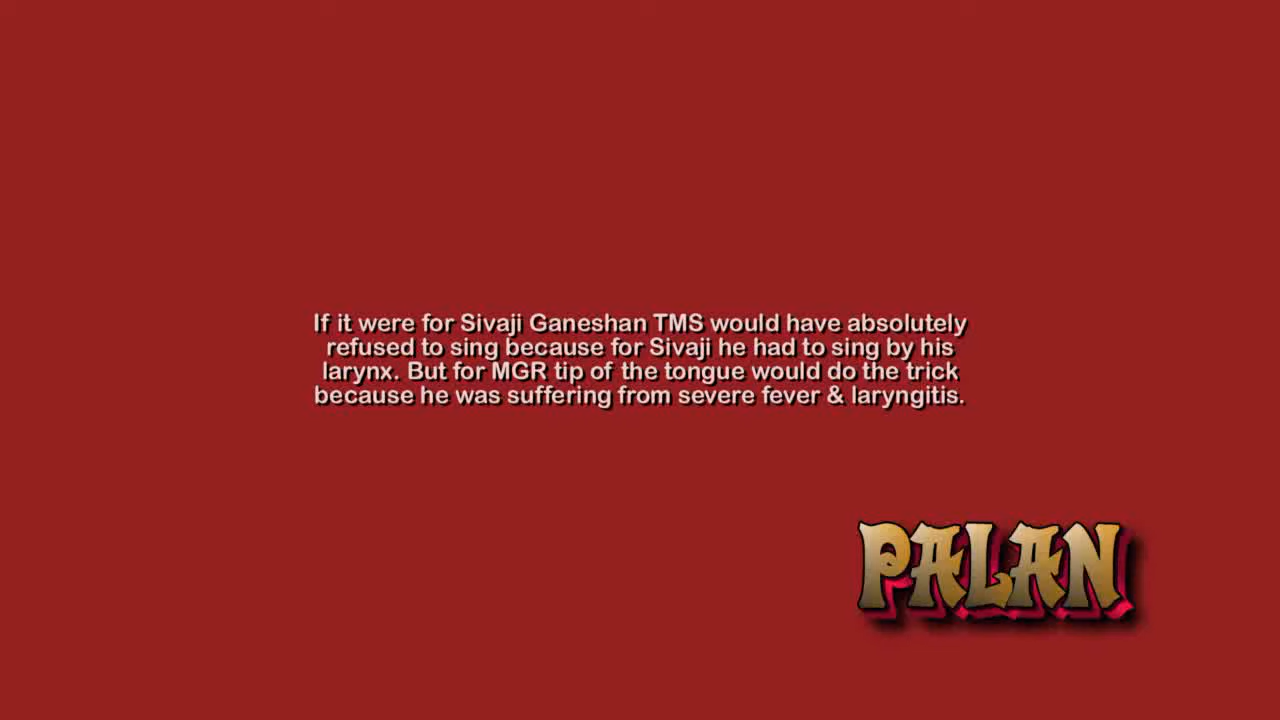 If it were for Sivaji Ganeshan TMS would have absolutely
refused to sing because for Sivaji he had to sing by his
larynx. But for MGR tip of the tongue would do the trick
because he was suffering from severe fever & laryngitis.
PALAN